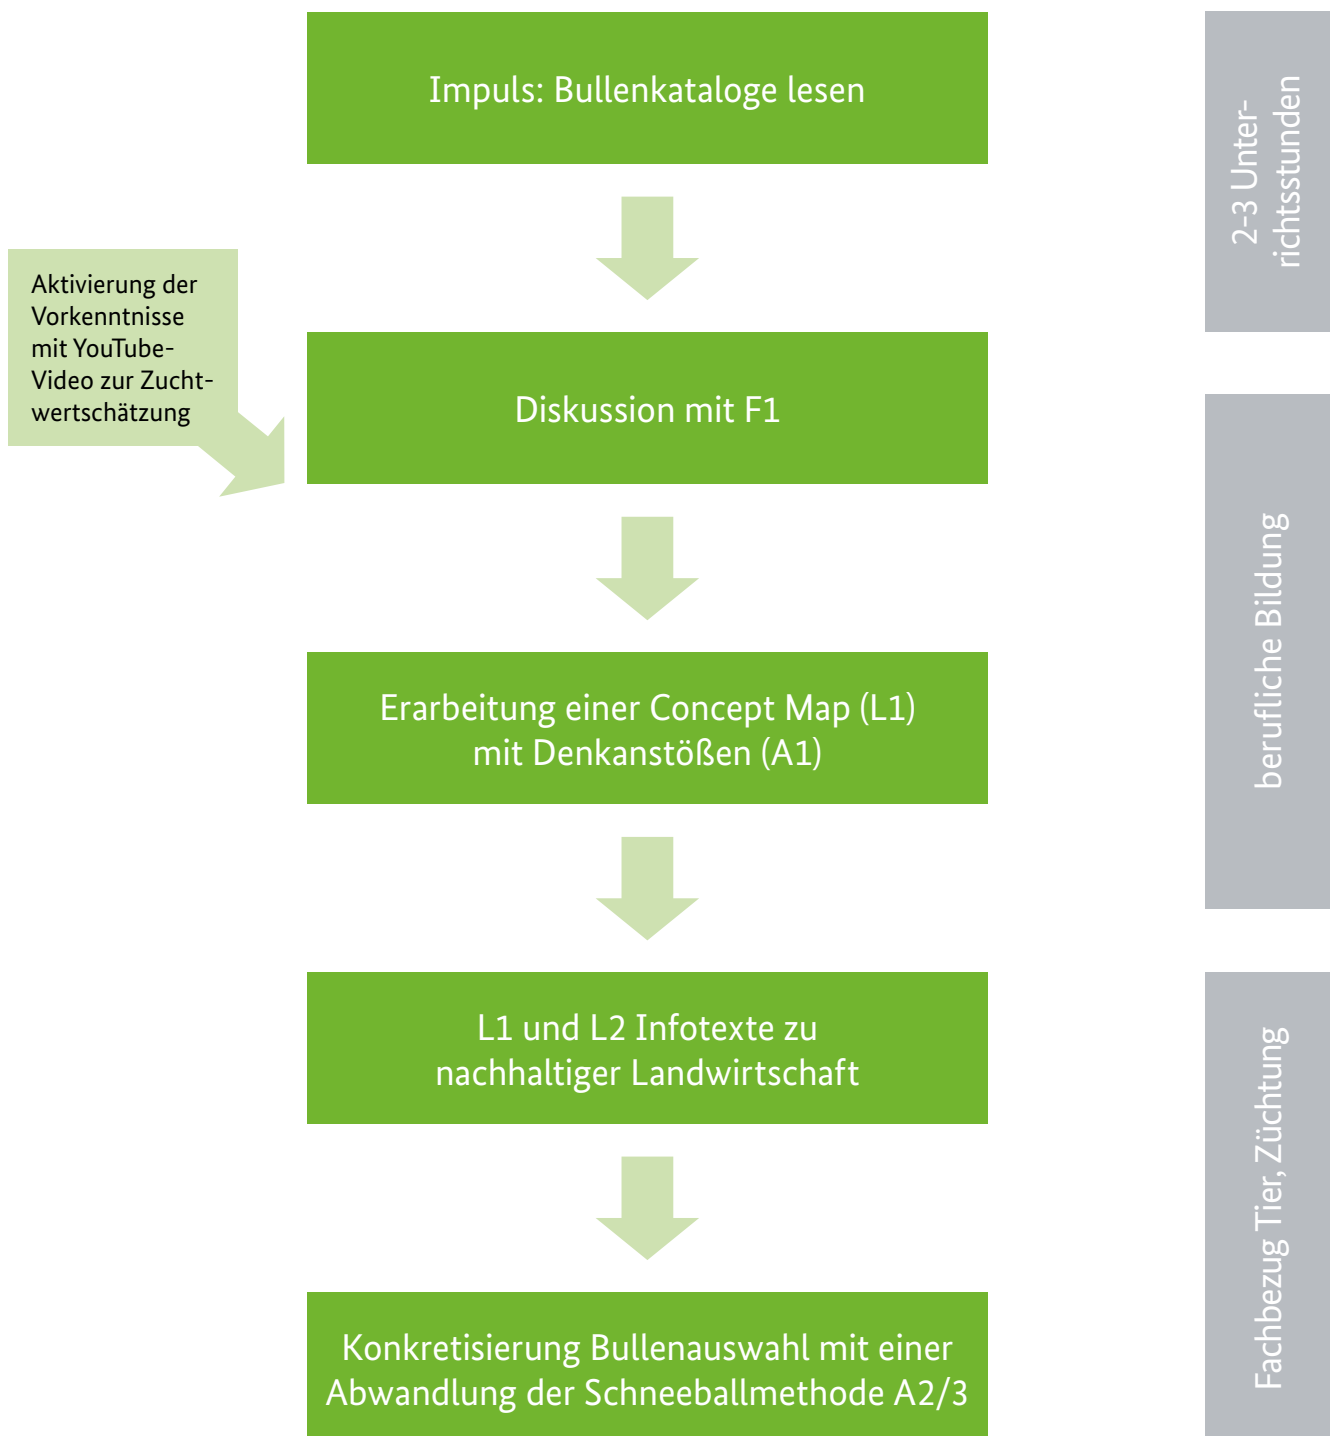 Impuls: Bullenkataloge lesen
Aktivierung der
Vorkenntnisse
mit YouTube-
Video zur Zucht-
wertschätzung
Diskussion mit F1
Erarbeitung einer Concept Map (L1)
mit Denkanstößen (A1)
L1 und L2 Infotexte zu
nachhaltiger Landwirtschaft
Konkretisierung Bullenauswahl mit einer
Abwandlung der Schneeballmethode A2/3
2-3 Unter-
richtsstunden
berufliche Bildung
Fachbezug Tier, Züchtung